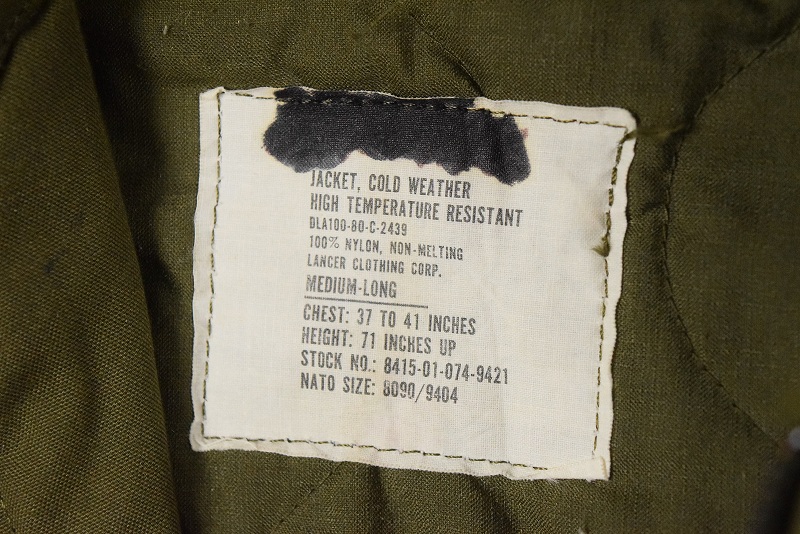 JACKET, COLD WEATHER
HIGH TEMPERATURE RESISTANT
DLA100-80-C-2439
100% NYLON, NON-MELTING
LANCER CLOTHING CORP.
MEDIUM-LONG
CHEST: 37 TO 41 INCHES
HEIGHT: 71 INCHES UP
STOCK NO.: 8415-01-074-9421
NATO SIZE: 8090/9404